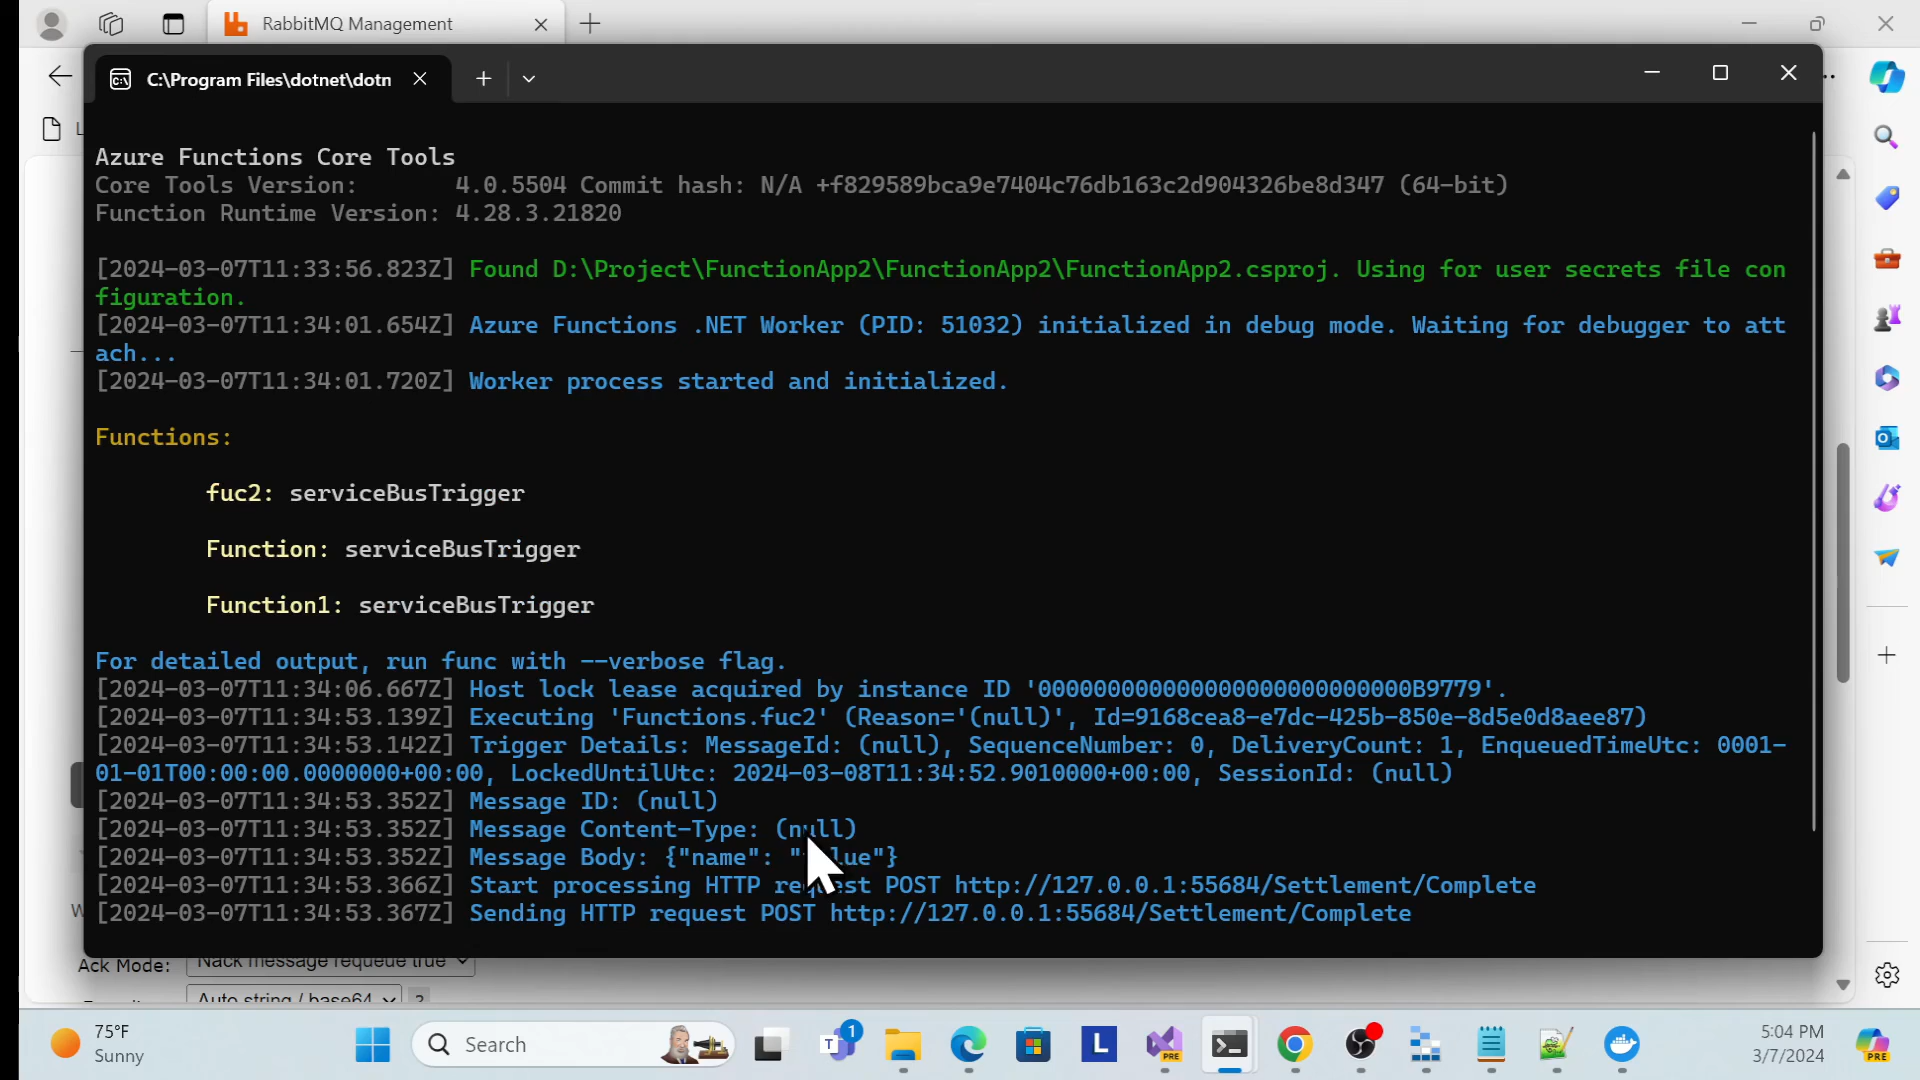 RabbitMQ Management
C:\Program Files\dotnet\dotn
Azure Functions Core Tools
Core Tools Version:       4.0.5504 Commit hash: N/A +f829589bca9e7404c76db163c2d904326be8d347 (64-bit)
Function Runtime Version: 4.28.3.21820
[2024-03-07T11:33:56.823Z] Found D:\Project\FunctionApp2\FunctionApp2\FunctionApp2.csproj. Using for user secrets file con
figuration.
[2024-03-07T11:34:01.654Z] Azure Functions .NET Worker (PID: 51032) initialized in debug mode. Waiting for debugger to att
ach...
[2024-03-07T11:34:01.720Z] Worker process started and initialized.
Functions:
fuc2: serviceBusTrigger
Function: serviceBusTrigger
Function1: serviceBusTrigger
For detailed output, run func with --verbose flag.
[2024-03-07T11:34:06.667Z] Host lock lease acquired by instance ID '000000000000000000000000000B9779'.
[2024-03-07T11:34:53.139Z] Executing 'Functions.fuc2' (Reason='(null)', Id=9168cea8-e7dc-425b-850e-8d5e0d8aee87)
[2024-03-07T11:34:53.142Z] Trigger Details: MessageId: (null), SequenceNumber: 0, DeliveryCount: 1, EnqueuedTimeUtc: 0001-
01-01T00:00:00.0000000+00:00, LockedUntilUtc: 2024-03-08T11:34:52.9010000+00:00, SessionId: (null)
[2024-03-07T11:34:53.352Z] Message ID: (null)
[2024-03-07T11:34:53.352Z] Message Content-Type: (null)
[2024-03-07T11:34:53.352Z] Message Body: {"name": "value"}
[2024-03-07T11:34:53.366Z] Start processing HTTP request POST http://127.0.0.1:55684/Settlement/Complete
[2024-03-07T11:34:53.367Z] Sending HTTP request POST http://127.0.0.1:55684/Settlement/Complete
Ack Mode: Nack message requeue true
Auto string / base64 ?
75°F
Sunny
Search
1
5:04 PM
3/7/2024